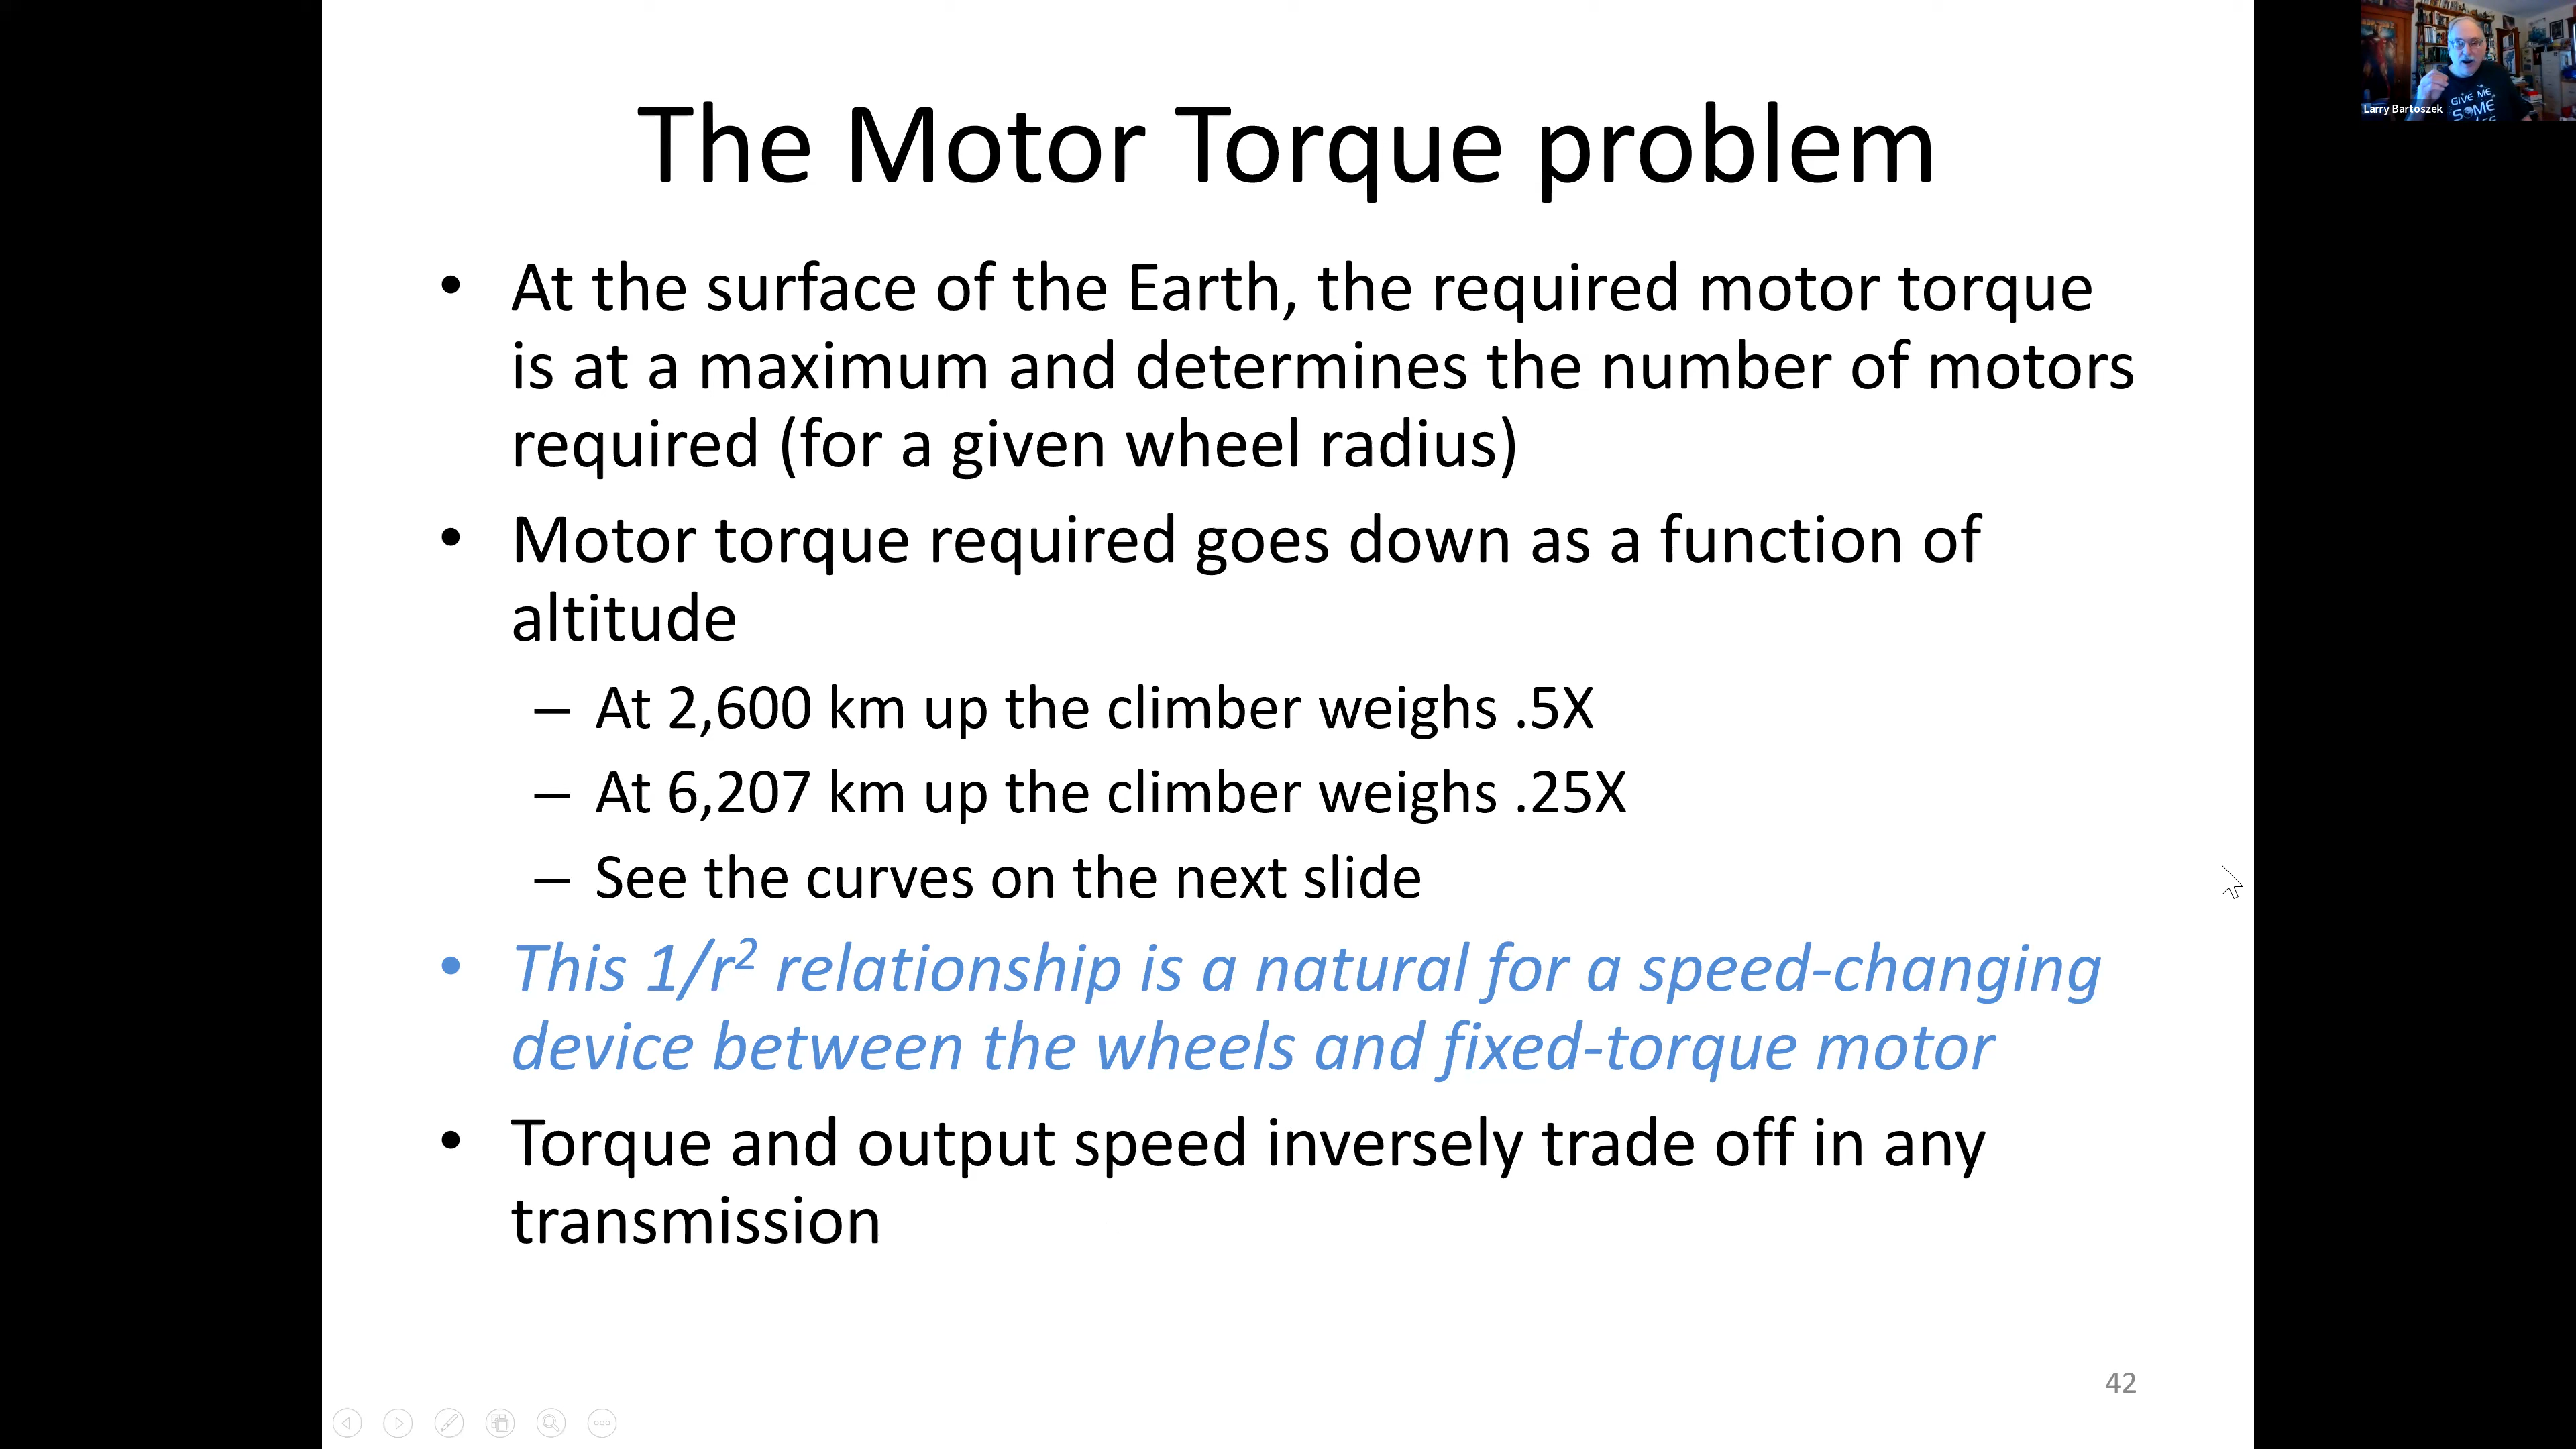 The Motor Torque problem
• At the surface of the Earth, the required motor torque
is at a maximum and determines the number of motors
required (for a given wheel radius)
• Motor torque required goes down as a function of
altitude
– At 2,600 km up the climber weighs .5X
– At 6,207 km up the climber weighs .25X
– See the curves on the next slide
• This 1/r² relationship is a natural for a speed-changing
device between the wheels and fixed-torque motor
• Torque and output speed inversely trade off in any
transmission
42
Larry Bartoszek
GIVE ME
SOME